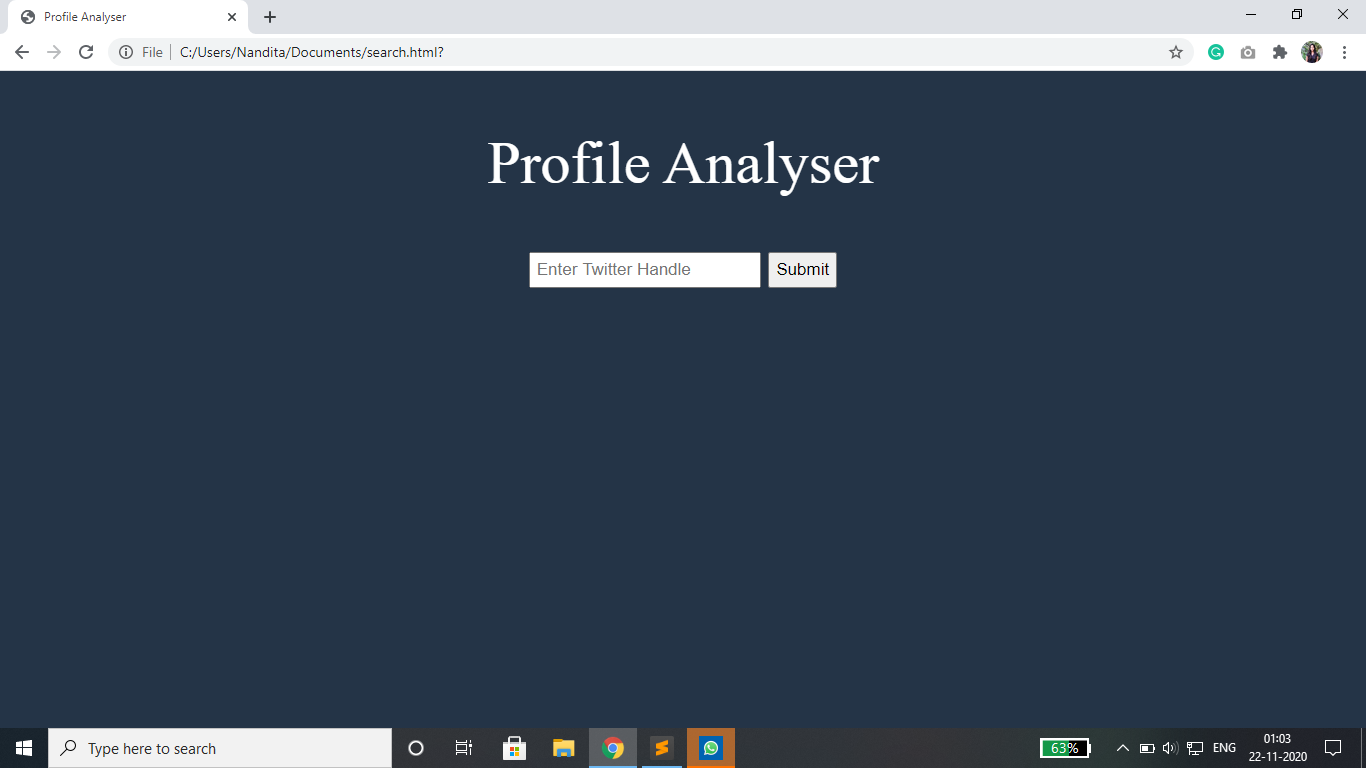 Profile Analyser
File
C:/Users/Nandita/Documents/search.html?
Profile Analyser
Enter Twitter Handle
Submit
Type here to search
63%
ENG
01:03
22-11-2020